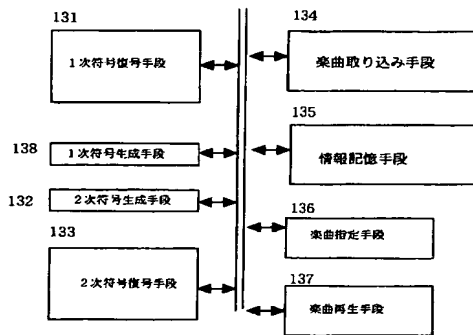 131
1次符号復号手段
138
1次符号生成手段
132
2次符号生成手段
133
2次符号復号手段
134
楽曲取り込み手段
135
情報記憶手段
136
楽曲指定手段
137
楽曲再生手段